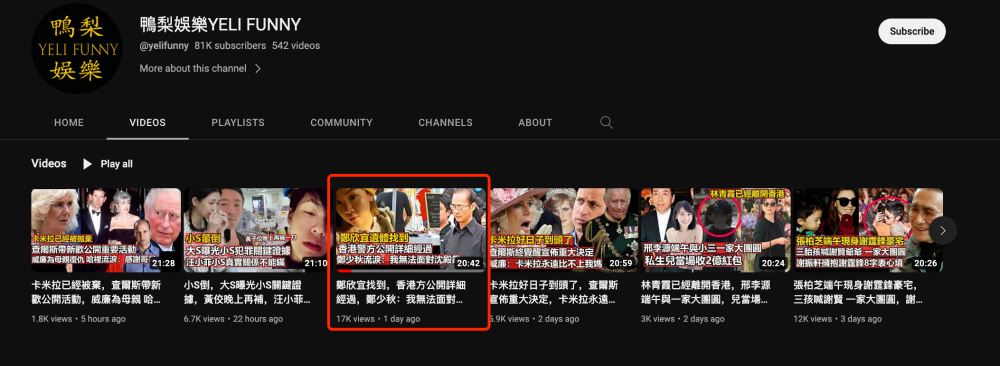 鴨梨
YELI FUNNY
娛樂
鴨梨娛樂YELI FUNNY
@yelifunny 81K subscribers 542 videos
More about this channel
Subscribe
HOME
VIDEOS
PLAYLISTS
COMMUNITY
CHANNELS
ABOUT
Videos
Play all
卡米拉已經被拋棄
查爾斯帶新歡公開重要活動
威廉為母親復仇 哈裡流淚:感謝哥
21:28
卡米拉已經被棄,查爾斯帶新
歡公開活動,威廉為母親 哈...
1.8K views • 5 hours ago
小S暈倒
大S曝光小S犯罪關鍵證據
汪小菲小S真實關係不能瞞
21:10
小S倒,大S曝光小S關鍵證
據,黃佼晚上再補,汪小菲...
6.7K views • 22 hours ago
鄭欣宜遺體找到
香港警方公開詳細經過
鄭少秋流淚:我無法面對沈殿
20:42
鄭欣宜找到,香港方公開詳細
經過,鄭少秋:我無法面對...
17K views • 1 day ago
卡米拉好日子到頭了
查爾斯終覺醒宣佈重大決定
威廉:卡米拉永遠比不上我媽
20:59
卡米拉好日子到頭了,查爾斯
宣佈重大決定,卡米拉永遠...
5.9K views • 2 days ago
林青霞已經離開香港
邢李源端午與小三一家大團圓
私生兒當場收2億紅包
20:24
林青霞已經離開香港,邢李源
端午與一家大團圓,兒當場...
3K views • 2 days ago
張柏芝端午現身謝霆鋒豪宅
三胎孩喊謝賢爺爺 一家大團圓
謝振軒擁抱謝霆鋒8字表心境
20:26
張柏芝端午現身謝霆鋒豪宅,
三孩喊謝賢 一家大團圓,謝...
12K views • 3 days ago